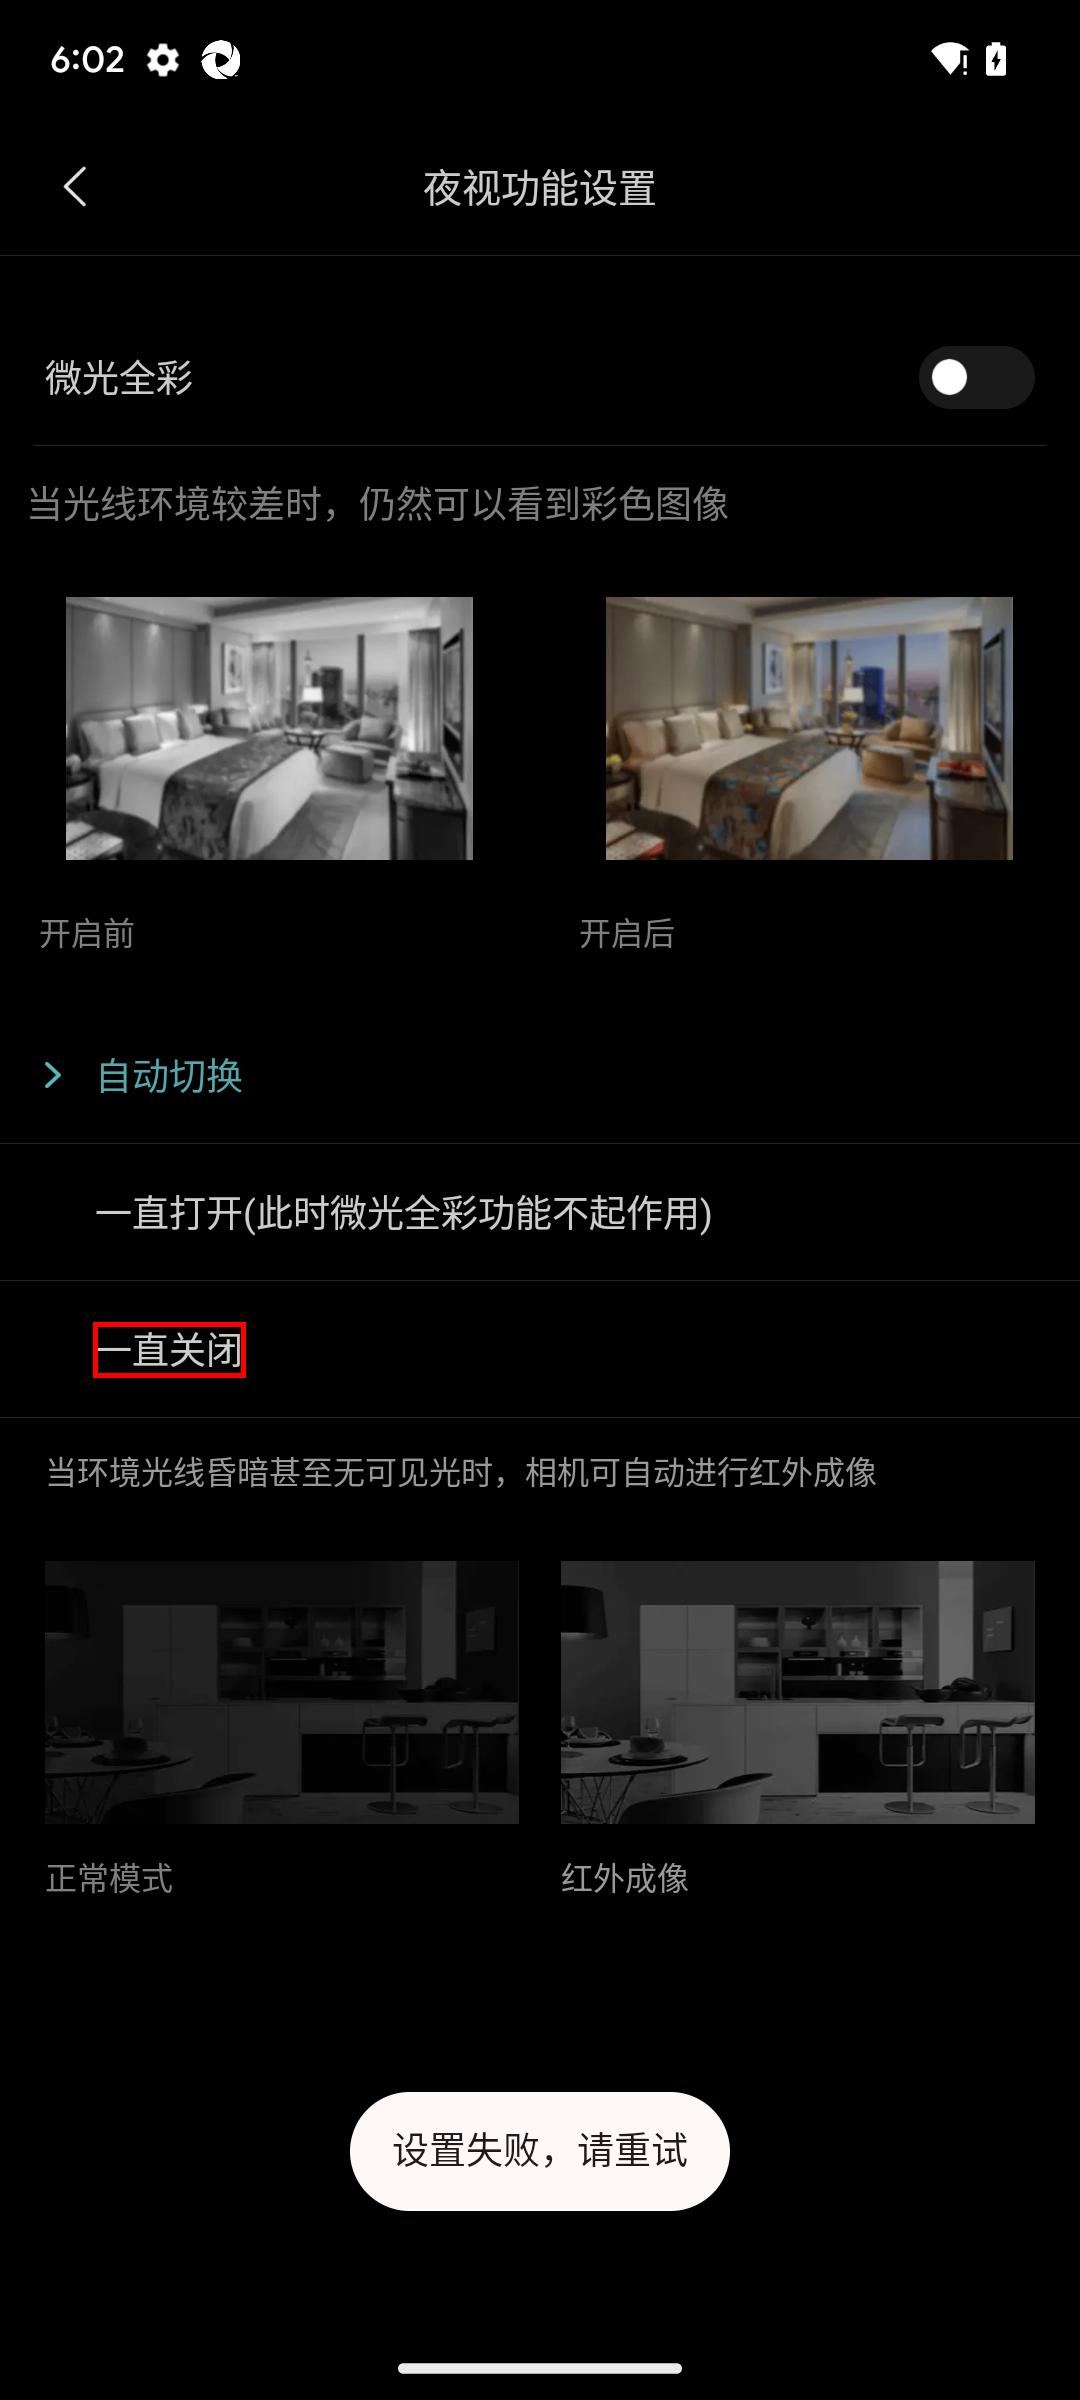 6:02
夜视功能设置
微光全彩
当光线环境较差时，仍然可以看到彩色图像
开启前
开启后
自动切换
一直打开(此时微光全彩功能不起作用)
一直关闭
当环境光线昏暗甚至无可见光时，相机可自动进行红外成像
正常模式
红外成像
设置失败，请重试